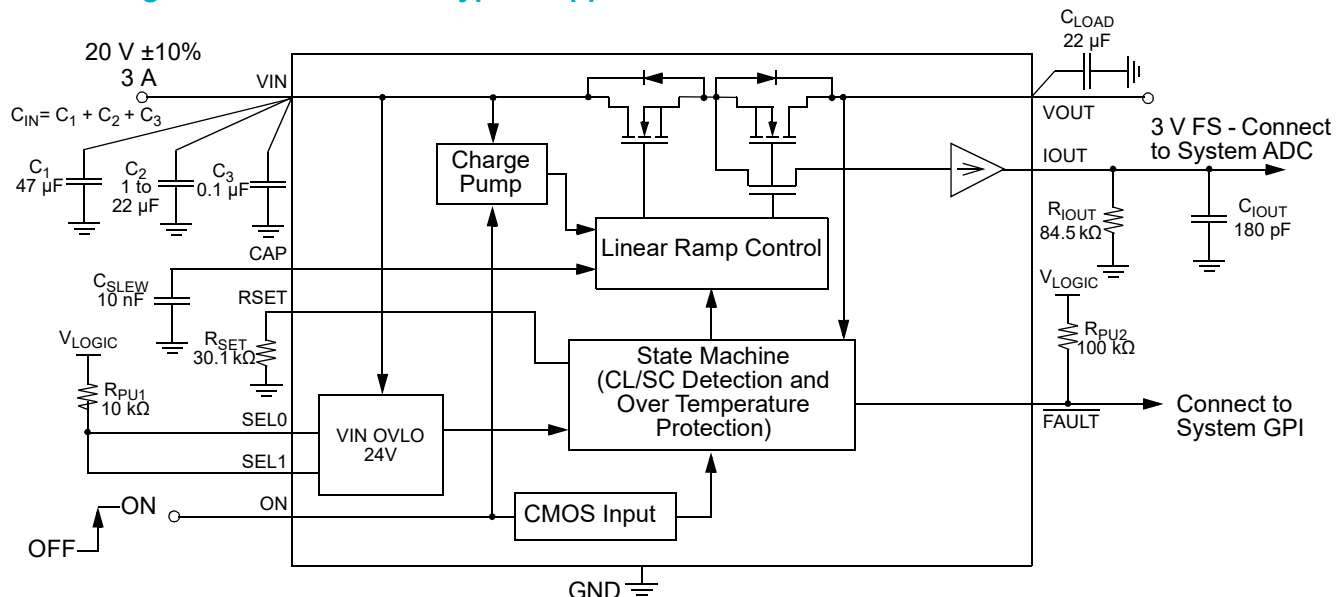 20 V ±10%
3 A
VIN
C_IN= C_1 + C_2 + C_3
C_1
47 µF
C_2
1 to
22 µF
C_3
0.1 µF
Charge
Pump
C_LOAD
22 µF
VOUT
3 V FS - Connect
to System ADC
IOUT
R_IOUT
84.5 kΩ
C_IOUT
180 pF
CAP
C_SLEW
10 nF
Linear Ramp Control
RSET
R_SET
30.1 kΩ
V_LOGIC
R_PU1
10 kΩ
V_LOGIC
R_PU2
100 kΩ
State Machine
(CL/SC Detection and
Over Temperature
Protection)
SEL0
SEL1
VIN OVLO
24V
FAULT
Connect to
System GPI
ON
ON
OFF
CMOS Input
GND